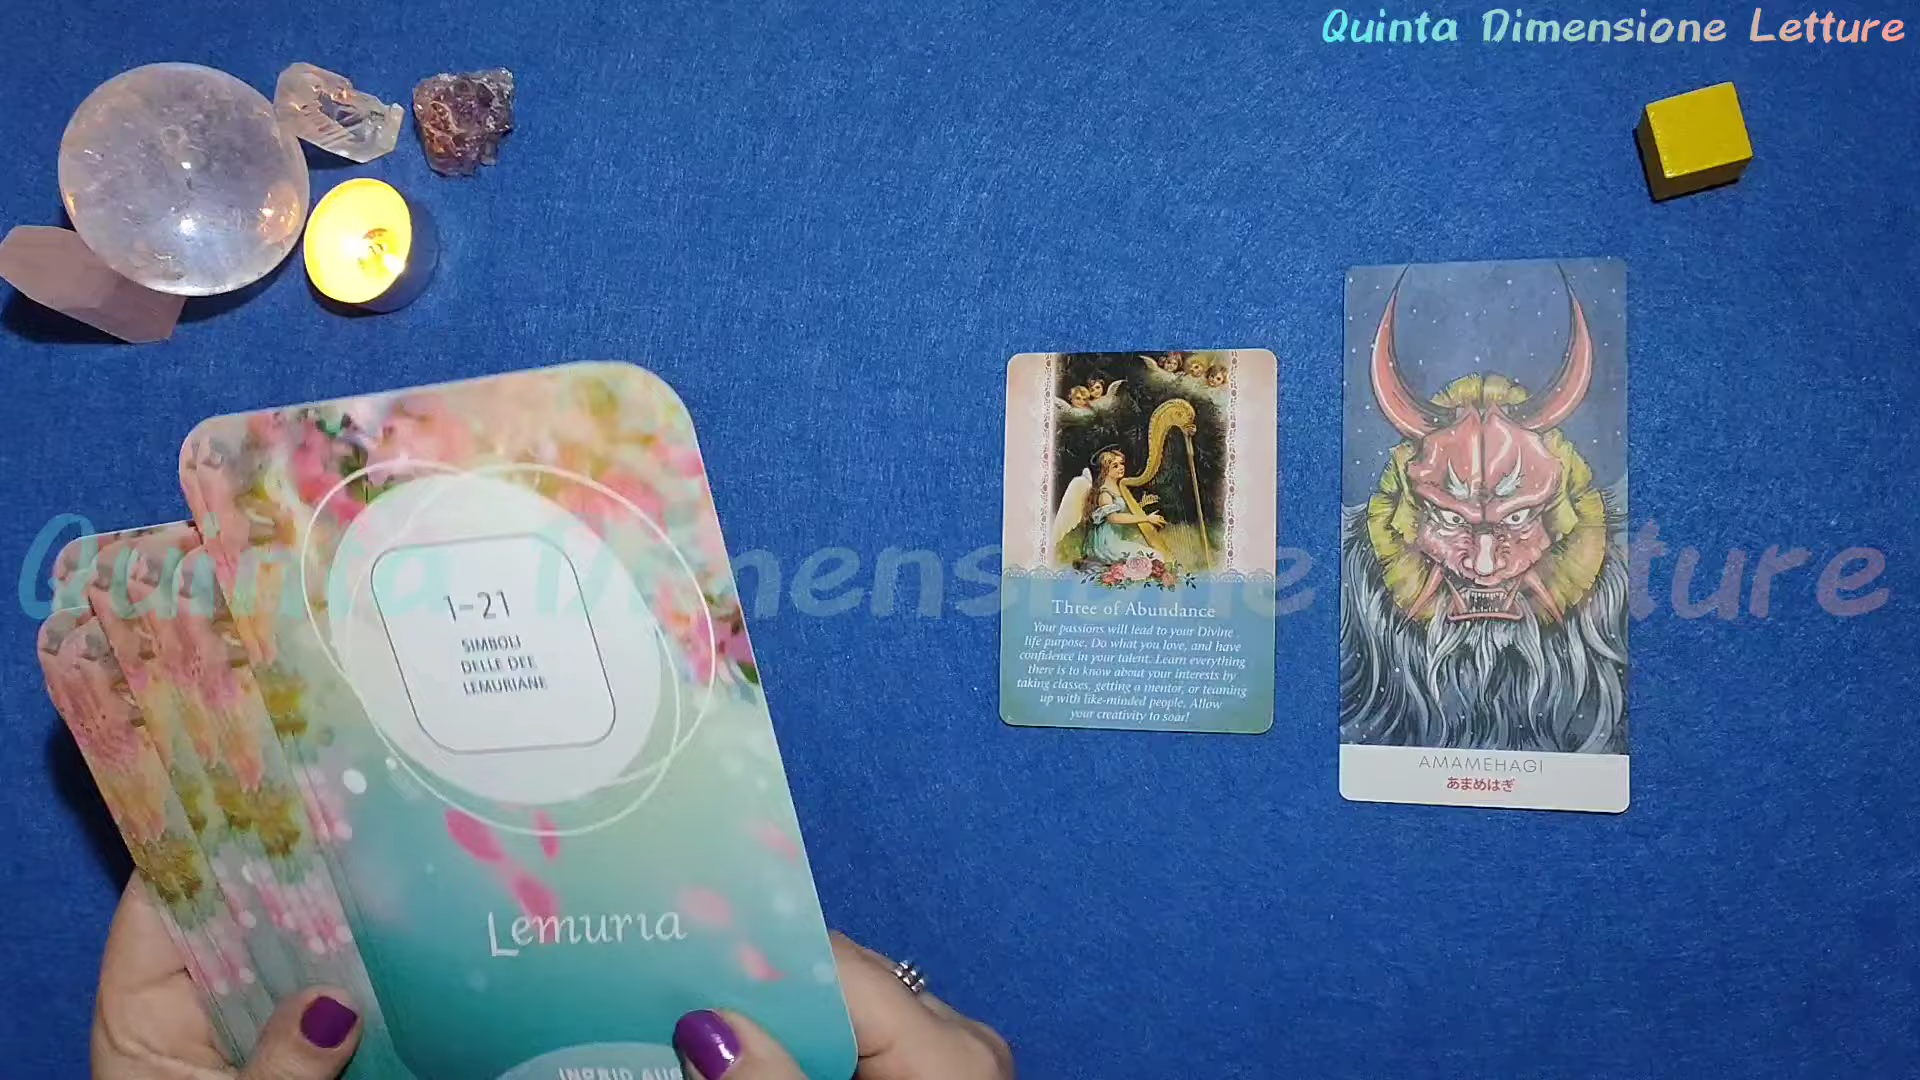 Quinta Dimensione Letture
1-21
SIMBOLI
DELLE DEE
LEMURIANE
Lemuria
INGRID AUE
Three of Abundance
Your passions will lead to your Divine
life purpose. Do what you love, and have
confidence in your talent. Learn everything
there is to know about your interests by
taking classes, getting a mentor, or teaming
up with like-minded people. Allow
your creativity to soar!
AMAMEHAGI
あまめはぎ
Quinta Dimensione Letture